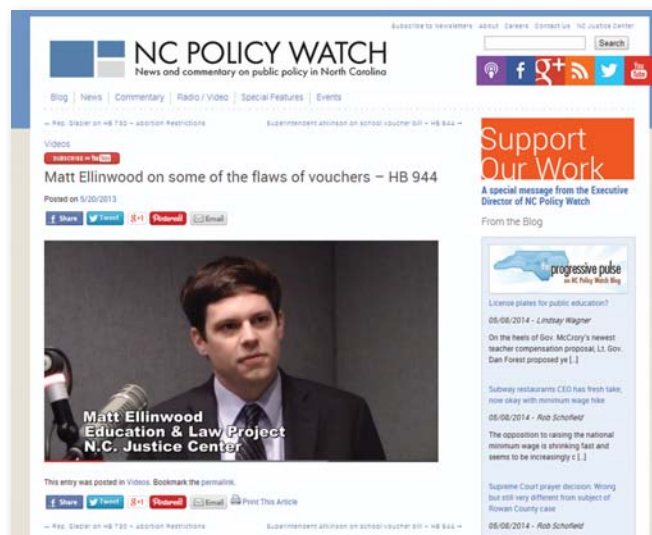 Subscribe to Newsletters About Careers Contact Us NC Justice Center
Search
NC POLICY WATCH
News and commentary on public policy in North Carolina
Blog News Commentary Radio / Video Special Features Events
← Rep. Glazier on HB 730 – Abortion Restrictions
Superintendent Atkinson on school voucher bill – HB 944 →
Videos
SUBSCRIBE
Matt Ellinwood on some of the flaws of vouchers – HB 944
Posted on 5/20/2013
Share Tweet g+1 Pinterest Email
Matt Ellinwood
Education & Law Project
N.C. Justice Center
This entry was posted in Videos. Bookmark the permalink.
Share Tweet g+1 Pinterest Email Print This Article
← Rep. Glazier on HB 730 – Abortion Restrictions
Superintendent Atkinson on school voucher bill – HB 944 →
Support
Our Work
A special message from the Executive
Director of NC Policy Watch
From the Blog
the progressive pulse
an NC Policy Watch Blog
License plates for public education?
05/08/2014 - Lindsay Wagner
On the heels of Gov. McCrory's newest
teacher compensation proposal, Lt. Gov.
Dan Forest proposed ye [..]
Subway restaurants CEO has fresh take,
now okay with minimum wage hike
05/08/2014 - Rob Schofield
The opposition to raising the national
minimum wage is shrinking fast and
seems to be increasingly c [..]
Supreme Court prayer decision: Wrong
but still very different from subject of
Rowan County case
05/08/2014 - Rob Schofield